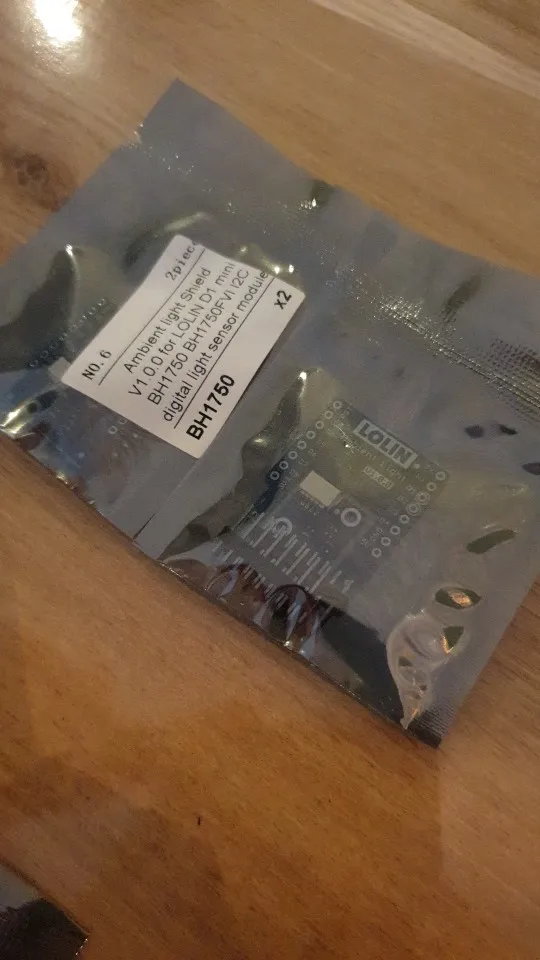 NO. 6
2piece
Ambient light Shield
V1.0.0 for LOLIN D1 mini
BH1750 BH1750FVI I2C
digital light sensor module
BH1750
x2
LOLIN